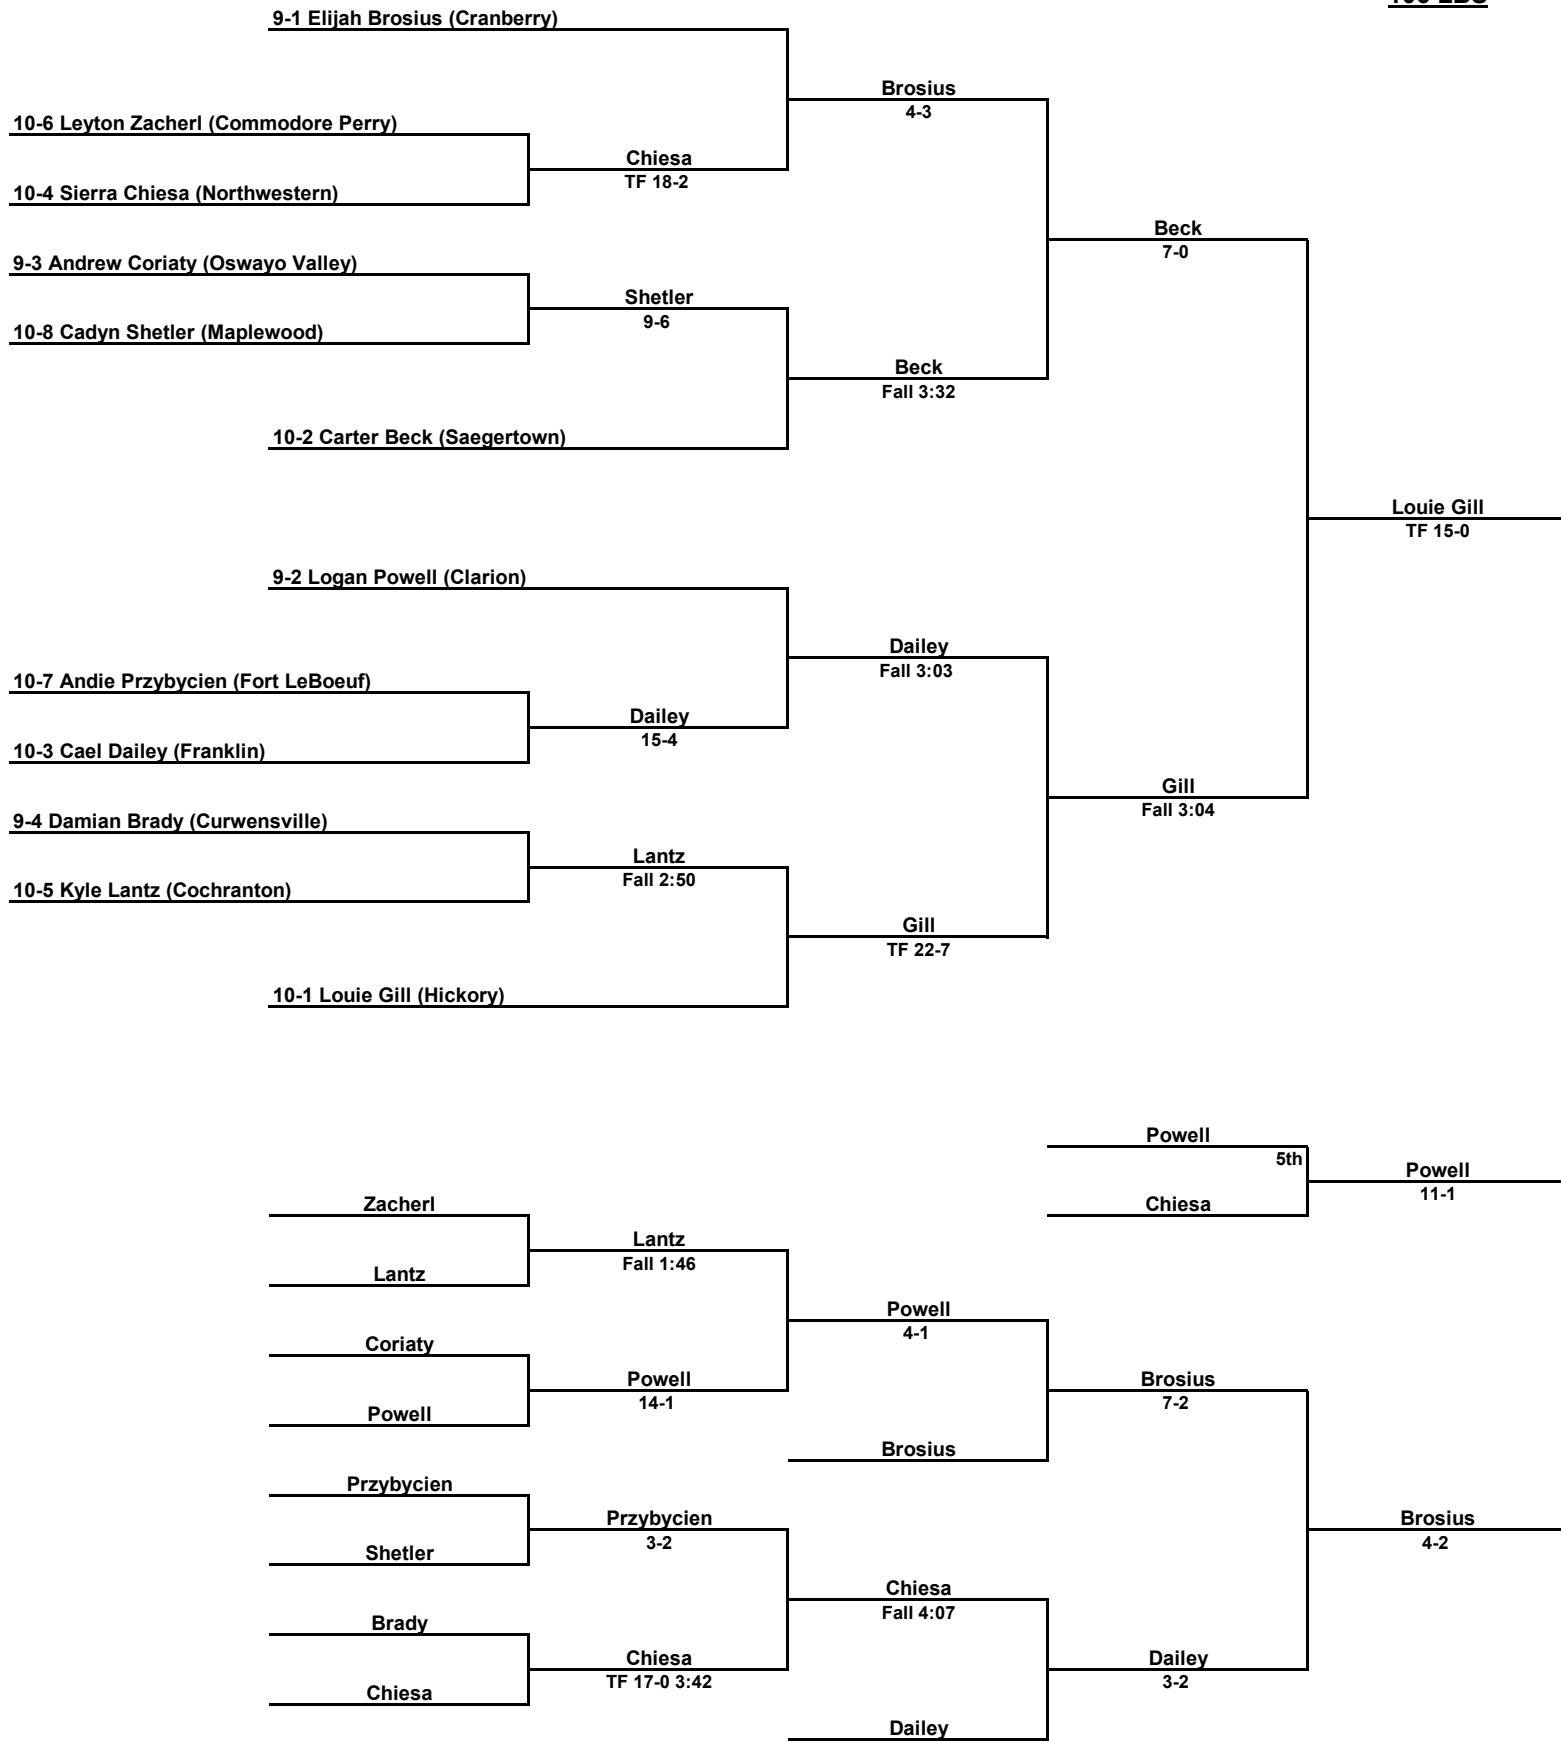 9-1 Elijah Brosius (Cranberry)
Brosius
4-3
10-6 Leyton Zacherl (Commodore Perry)
Chiesa
TF 18-2
10-4 Sierra Chiesa (Northwestern)
Beck
7-0
9-3 Andrew Coriaty (Oswayo Valley)
Shetler
9-6
10-8 Cadyn Shetler (Maplewood)
Beck
Fall 3:32
10-2 Carter Beck (Saegertown)
Louie Gill
TF 15-0
9-2 Logan Powell (Clarion)
Dailey
Fall 3:03
10-7 Andie Przybycien (Fort LeBoeuf)
Dailey
15-4
10-3 Cael Dailey (Franklin)
Gill
Fall 3:04
9-4 Damian Brady (Curwensville)
Lantz
Fall 2:50
10-5 Kyle Lantz (Cochranton)
Gill
TF 22-7
10-1 Louie Gill (Hickory)
Powell
5th
Powell
11-1
Chiesa
Zacherl
Lantz
Fall 1:46
Lantz
Powell
4-1
Coriaty
Powell
14-1
Powell
Brosius
7-2
Brosius
Przybycien
Przybycien
3-2
Shetler
Brosius
4-2
Chiesa
Fall 4:07
Brady
Chiesa
TF 17-0 3:42
Chiesa
Dailey
3-2
Dailey